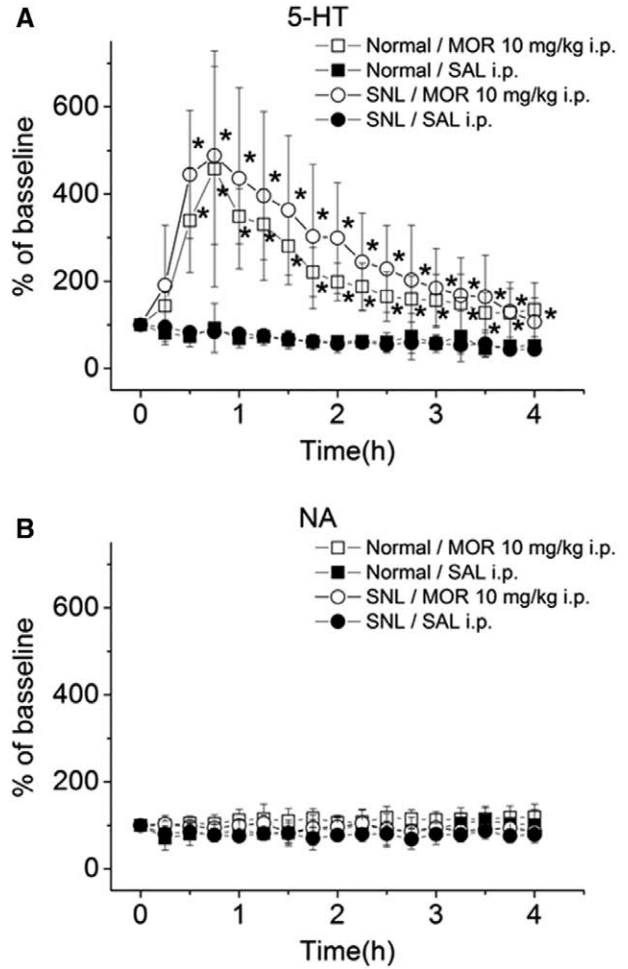 A
5-HT
Normal / MOR 10 mg/kg i.p.
Normal / SAL i.p.
SNL / MOR 10 mg/kg i.p.
SNL / SAL i.p.
% of basseline
600
400
200
0
* * * * * * * * * * * * * *
* * * * * * * * * * * * *
0 1 2 3 4
Time(h)
B
NA
Normal / MOR 10 mg/kg i.p.
Normal / SAL i.p.
SNL / MOR 10 mg/kg i.p.
SNL / SAL i.p.
% of basseline
600
400
200
0
0 1 2 3 4
Time(h)